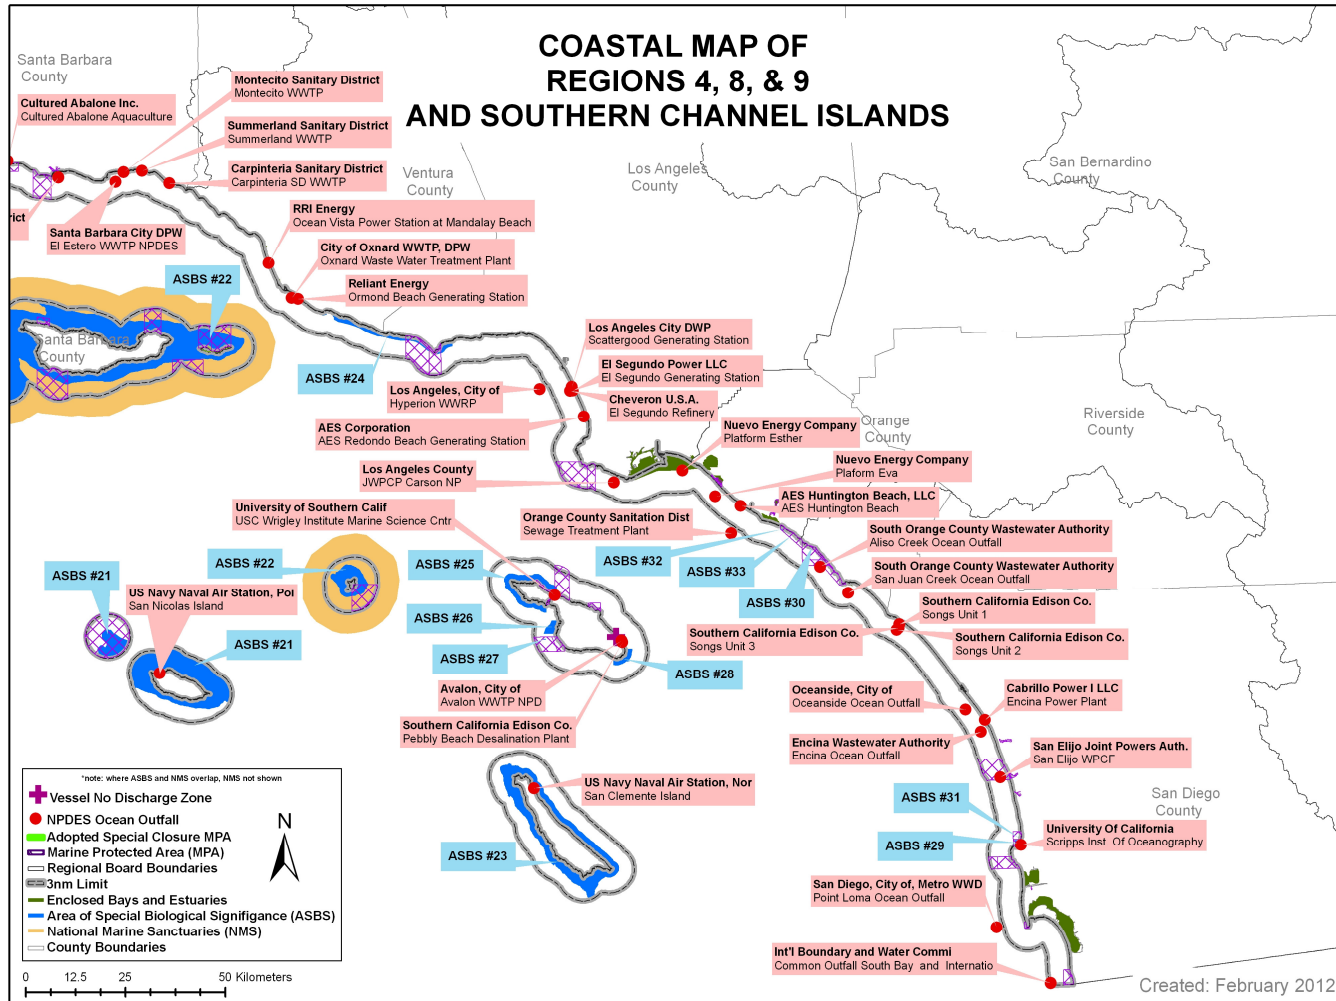 COASTAL MAP OF
REGIONS 4, 8, & 9
AND SOUTHERN CHANNEL ISLANDS
Santa Barbara
County
Cultured Abalone Inc.
Cultured Abalone Aquaculture
Montecito Sanitary District
Montecito WWTP
Summerland Sanitary District
Summerland WWTP
Carpinteria Sanitary District
Carpinteria SD WWTP
Ventura
County
Los Angeles
County
San Bernardino
County
rict
Santa Barbara City DPW
El Estero WWTP NPDES
RRI Energy
Ocean Vista Power Station at Mandalay Beach
City of Oxnard WWTP, DPW
Oxnard Waste Water Treatment Plant
Reliant Energy
Ormond Beach Generating Station
ASBS #22
Santa Barbara
County
ASBS #24
Los Angeles City DWP
Scattergood Generating Station
El Segundo Power LLC
El Segundo Generating Station
Los Angeles, City of
Hyperion WWRP
Cheveron U.S.A.
El Segundo Refinery
AES Corporation
AES Redondo Beach Generating Station
Nuevo Energy Company
Platform Esther
Orange
County
Riverside
County
Los Angeles County
JWPCP Carson NP
Nuevo Energy Company
Plaform Eva
AES Huntington Beach, LLC
AES Huntington Beach
University of Southern Calif
USC Wrigley Institute Marine Science Cntr
Orange County Sanitation Dist
Sewage Treatment Plant
South Orange County Wastewater Authority
Aliso Creek Ocean Outfall
ASBS #32
ASBS #33
ASBS #30
South Orange County Wastewater Authority
San Juan Creek Ocean Outfall
ASBS #21
ASBS #22
ASBS #25
US Navy Naval Air Station, Poi
San Nicolas Island
ASBS #21
ASBS #26
ASBS #27
ASBS #28
Southern California Edison Co.
Songs Unit 1
Southern California Edison Co.
Songs Unit 3
Southern California Edison Co.
Songs Unit 2
Avalon, City of
Avalon WWTP NPD
Southern California Edison Co.
Pebbly Beach Desalination Plant
Oceanside, City of
Oceanside Ocean Outfall
Cabrillo Power I LLC
Encina Power Plant
Encina Wastewater Authority
Encina Ocean Outfall
San Elijo Joint Powers Auth.
San Elijo WPCF
US Navy Naval Air Station, Nor
San Clemente Island
ASBS #23
ASBS #31
ASBS #29
San Diego
County
University Of California
Scripps Inst. Of Oceanography
San Diego, City of, Metro WWD
Point Loma Ocean Outfall
Int'l Boundary and Water Commi
Common Outfall South Bay and Internatio
*note: where ASBS and NMS overlap, NMS not shown
Vessel No Discharge Zone
NPDES Ocean Outfall
Adopted Special Closure MPA
Marine Protected Area (MPA)
Regional Board Boundaries
3nm Limit
Enclosed Bays and Estuaries
Area of Special Biological Signifigance (ASBS)
National Marine Sanctuaries (NMS)
County Boundaries
N
0 12.5 25 50 Kilometers
Created: February 2012